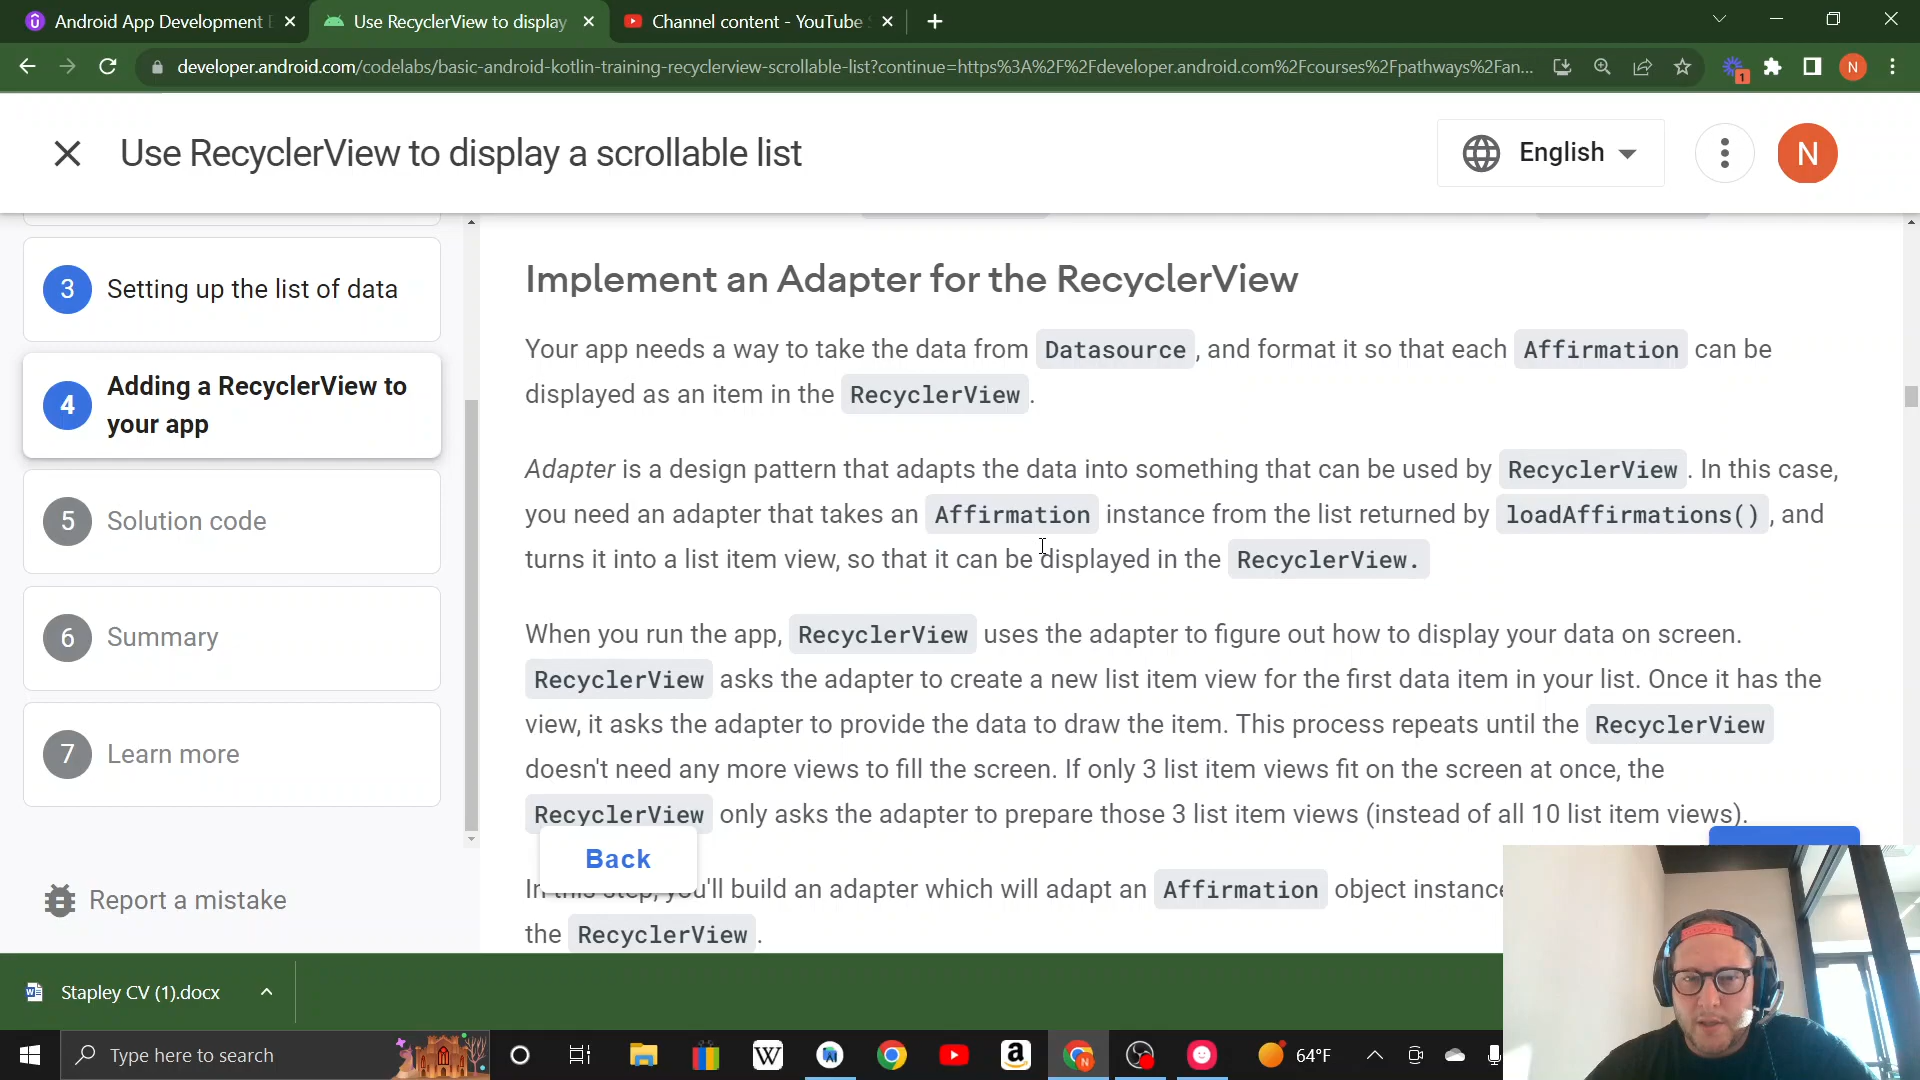 Android App Development
Use RecyclerView to display
Channel content - YouTube
developer.android.com/codelabs/basic-android-kotlin-training-recyclerview-scrollable-list?continue=https%3A%2F%2Fdeveloper.android.com%2Fcourses%2Fpathways%2Fan...
1
N
Use RecyclerView to display a scrollable list
English
N
3 Setting up the list of data
4 Adding a RecyclerView to
your app
5 Solution code
6 Summary
7 Learn more
Report a mistake
Implement an Adapter for the RecyclerView
Your app needs a way to take the data from Datasource, and format it so that each Affirmation can be
displayed as an item in the RecyclerView.
Adapter is a design pattern that adapts the data into something that can be used by RecyclerView. In this case,
you need an adapter that takes an Affirmation instance from the list returned by loadAffirmations(), and
turns it into a list item view, so that it can be displayed in the RecyclerView.
When you run the app, RecyclerView uses the adapter to figure out how to display your data on screen.
RecyclerView asks the adapter to create a new list item view for the first data item in your list. Once it has the
view, it asks the adapter to provide the data to draw the item. This process repeats until the RecyclerView
doesn't need any more views to fill the screen. If only 3 list item views fit on the screen at once, the
RecyclerView only asks the adapter to prepare those 3 list item views (instead of all 10 list item views).
Back
In this step, you'll build an adapter which will adapt an Affirmation object instance
the RecyclerView.
Stapley CV (1).docx
Type here to search
64°F